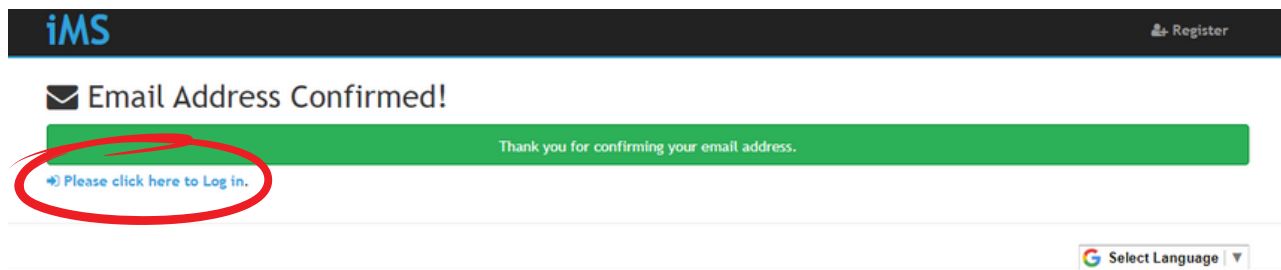 iMS
Register
Email Address Confirmed!
Thank you for confirming your email address.
Please click here to Log in.
Select Language